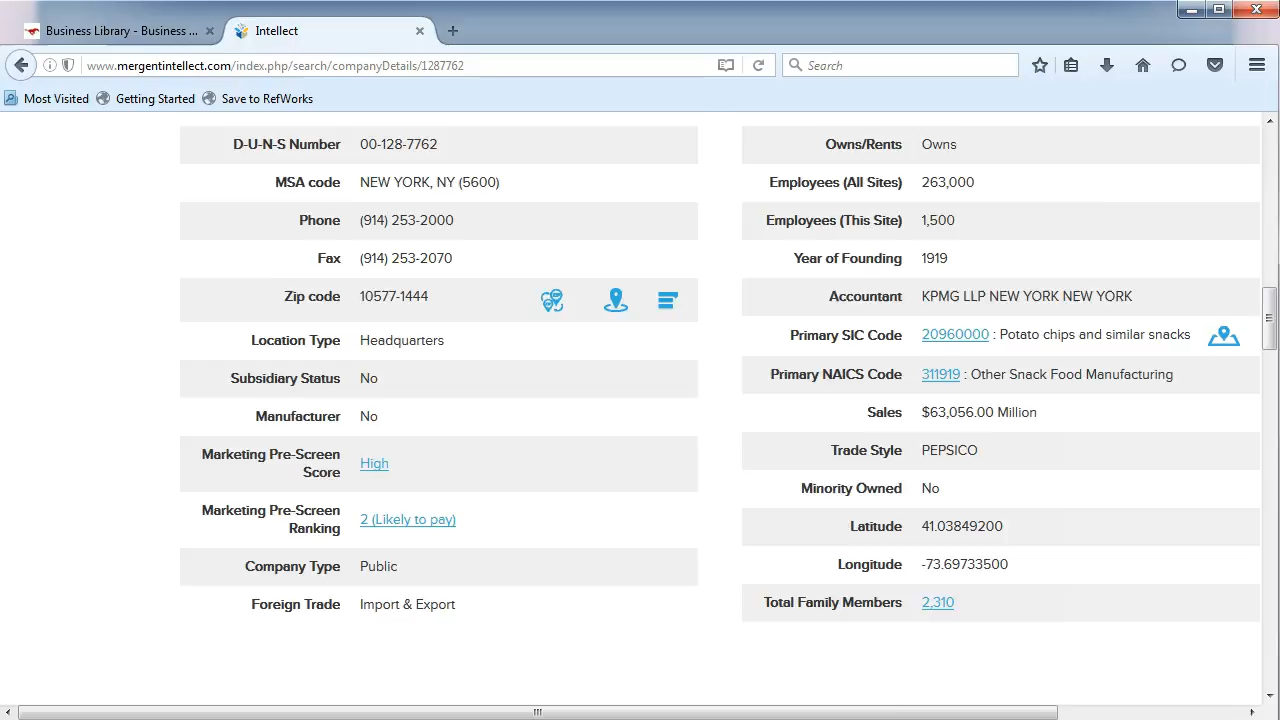 Business Library - Business ...
Intellect
www.mergentintellect.com/index.php/search/companyDetails/1287762
Search
Most Visited
Getting Started
Save to RefWorks
D-U-N-S Number 00-128-7762
MSA code NEW YORK, NY (5600)
Phone (914) 253-2000
Fax (914) 253-2070
Zip code 10577-1444
Location Type Headquarters
Subsidiary Status No
Manufacturer No
Marketing Pre-Screen
Score High
Marketing Pre-Screen
Ranking 2 (Likely to pay)
Company Type Public
Foreign Trade Import & Export
Owns/Rents Owns
Employees (All Sites) 263,000
Employees (This Site) 1,500
Year of Founding 1919
Accountant KPMG LLP NEW YORK NEW YORK
Primary SIC Code 20960000 : Potato chips and similar snacks
Primary NAICS Code 311919 : Other Snack Food Manufacturing
Sales $63,056.00 Million
Trade Style PEPSICO
Minority Owned No
Latitude 41.03849200
Longitude -73.69733500
Total Family Members 2,310